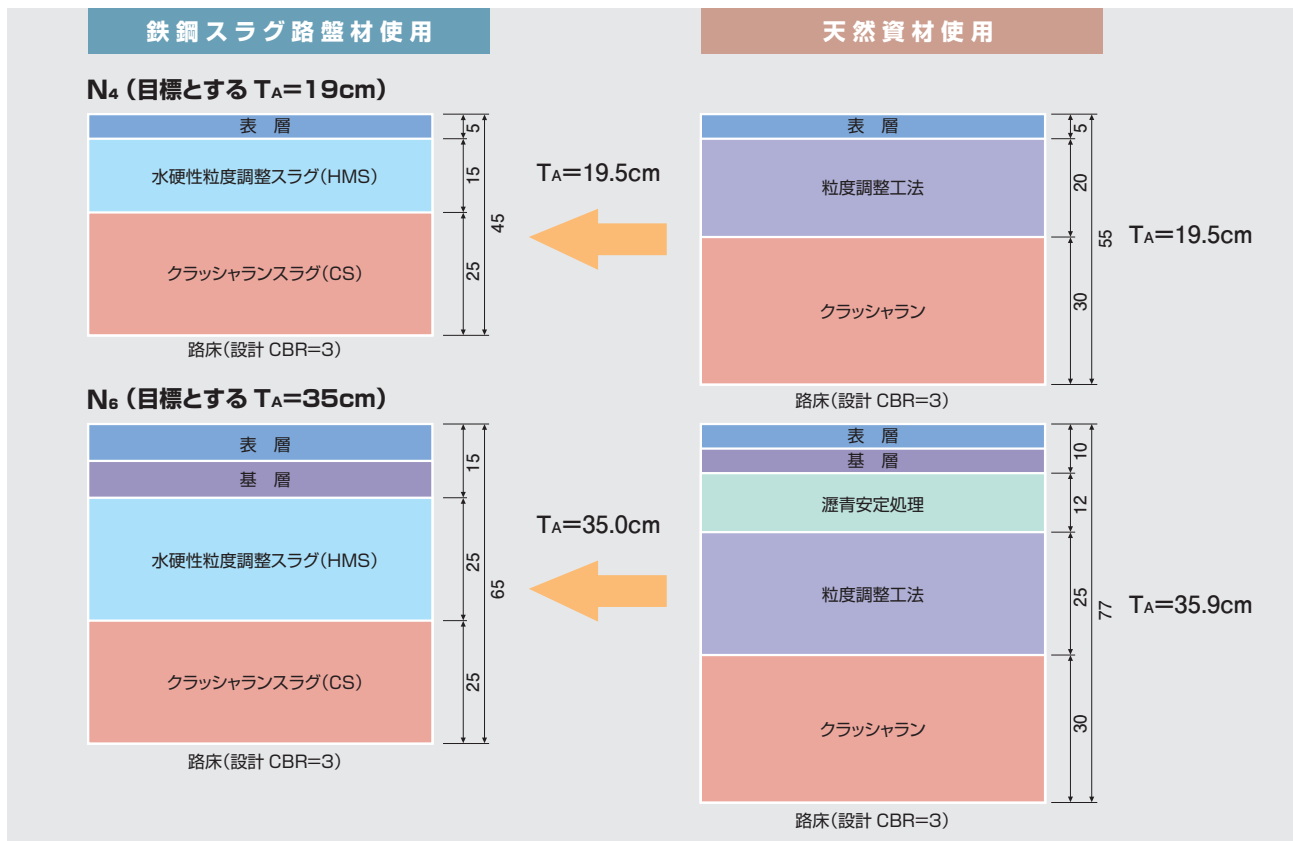 鉄鋼スラグ路盤材使用
天然資材使用
N4（目標とする TA=19cm）
表 層
水硬性粒度調整スラグ(HMS)
クラッシャランスラグ(CS)
路床(設計 CBR=3)
5
15
25
45
TA=19.5cm
表 層
粒度調整工法
クラッシャラン
路床(設計 CBR=3)
5
20
30
55
TA=19.5cm
N6（目標とする TA=35cm）
表 層
基 層
水硬性粒度調整スラグ(HMS)
クラッシャランスラグ(CS)
路床(設計 CBR=3)
15
25
25
65
TA=35.0cm
表 層
基 層
瀝青安定処理
粒度調整工法
クラッシャラン
路床(設計 CBR=3)
10
12
25
30
77
TA=35.9cm